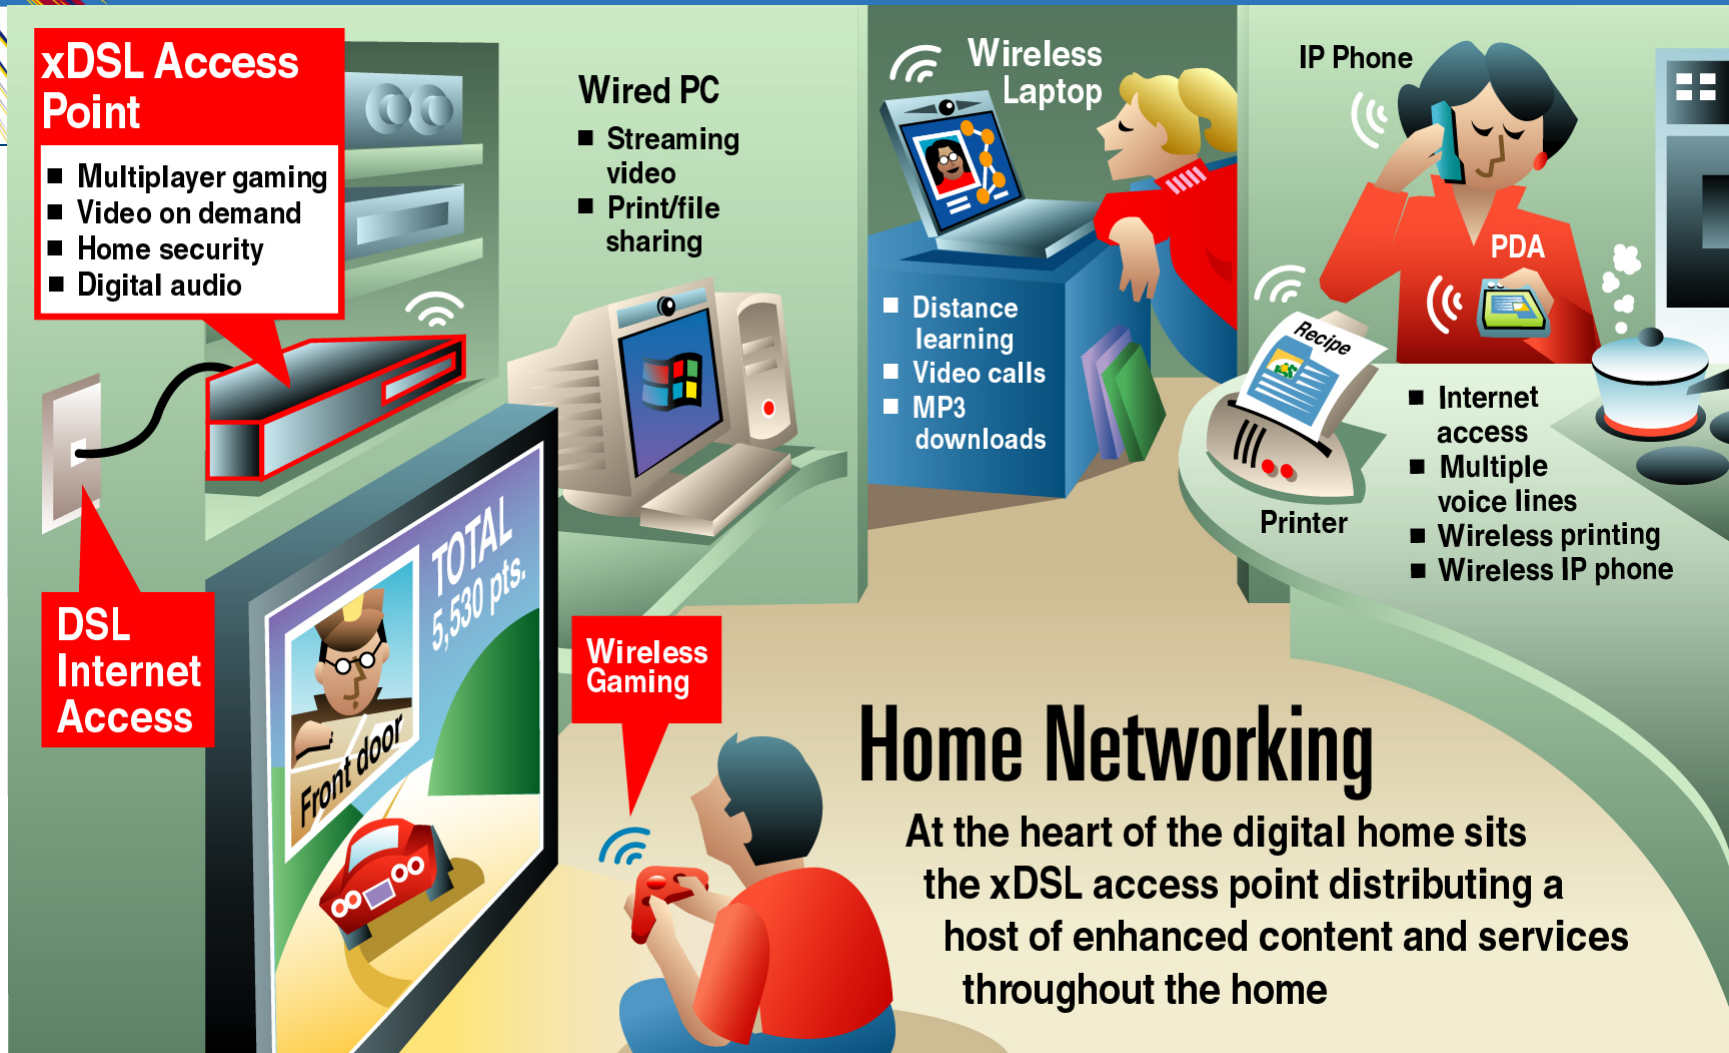 xDSL Access
Point
Multiplayer gaming
Video on demand
Home security
Digital audio
Wired PC
Streaming
video
Print/file
sharing
Wireless
Laptop
Distance
learning
Video calls
MP3
downloads
IP Phone
PDA
Recipe
Printer
Internet
access
Multiple
voice lines
Wireless printing
Wireless IP phone
DSL
Internet
Access
TOTAL
5,530 pts.
Front door
Wireless
Gaming
Home Networking
At the heart of the digital home sits
the xDSL access point distributing a
host of enhanced content and services
throughout the home